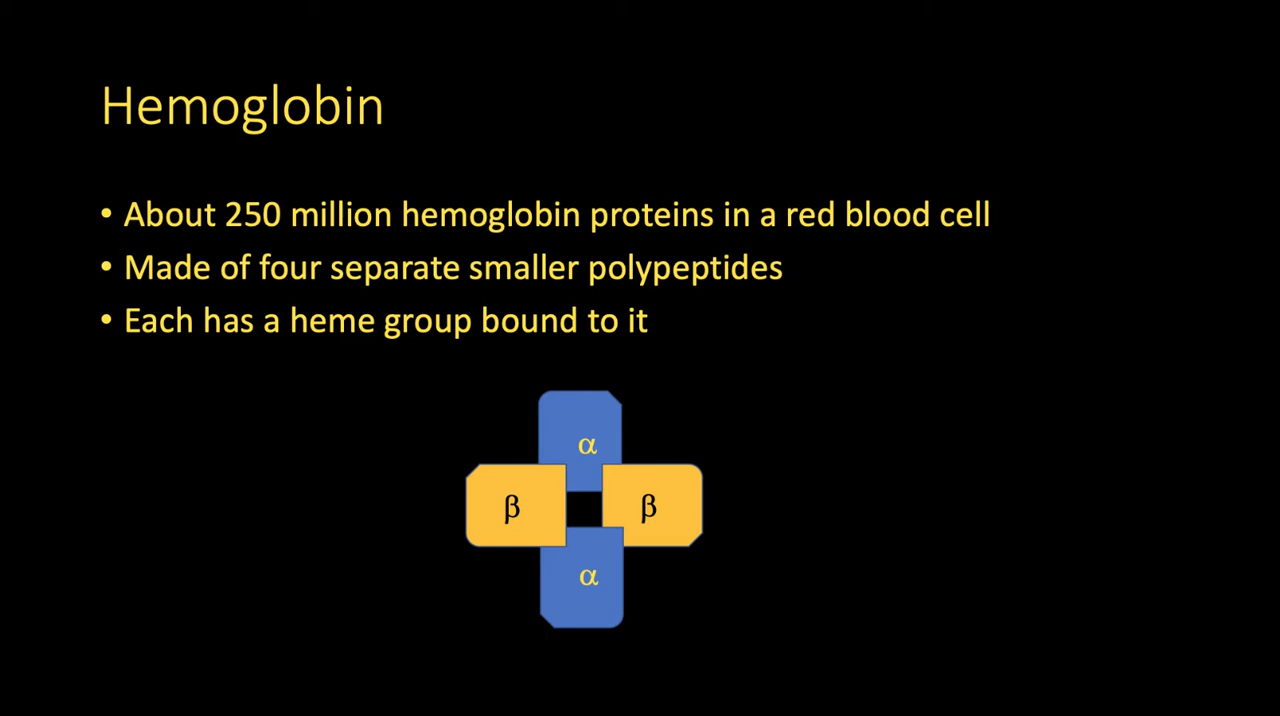 Hemoglobin
• About 250 million hemoglobin proteins in a red blood cell
• Made of four separate smaller polypeptides
• Each has a heme group bound to it
α
β β
α